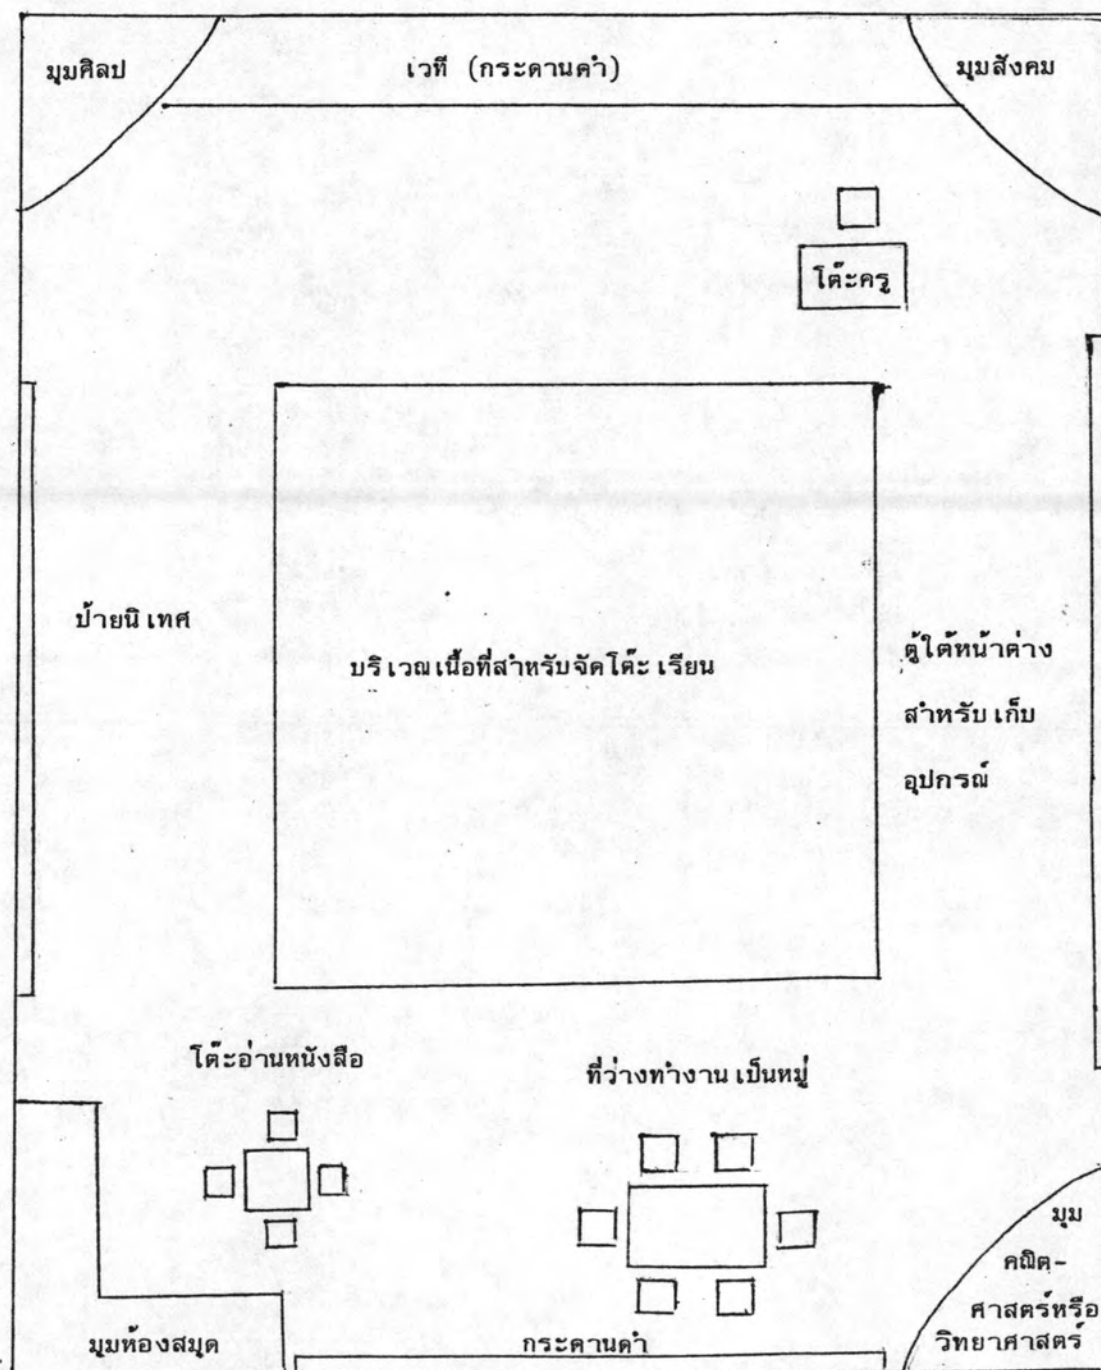 มุมศิลป
เวที (กระดานดำ)
มุมสังคม
โต๊ะครู
ป้ายนิเทศ
บริเวณเนื้อที่สำหรับจัดโต๊ะเรียน
ตู้ใต้หน้าต่าง
สำหรับเก็บ
อุปกรณ์
โต๊ะอ่านหนังสือ
ที่ว่างทำงานเป็นหมู่
มุม
คณิต-
ศาสตร์หรือ
วิทยาศาสตร์
มุมห้องสมุด
กระดานดำ